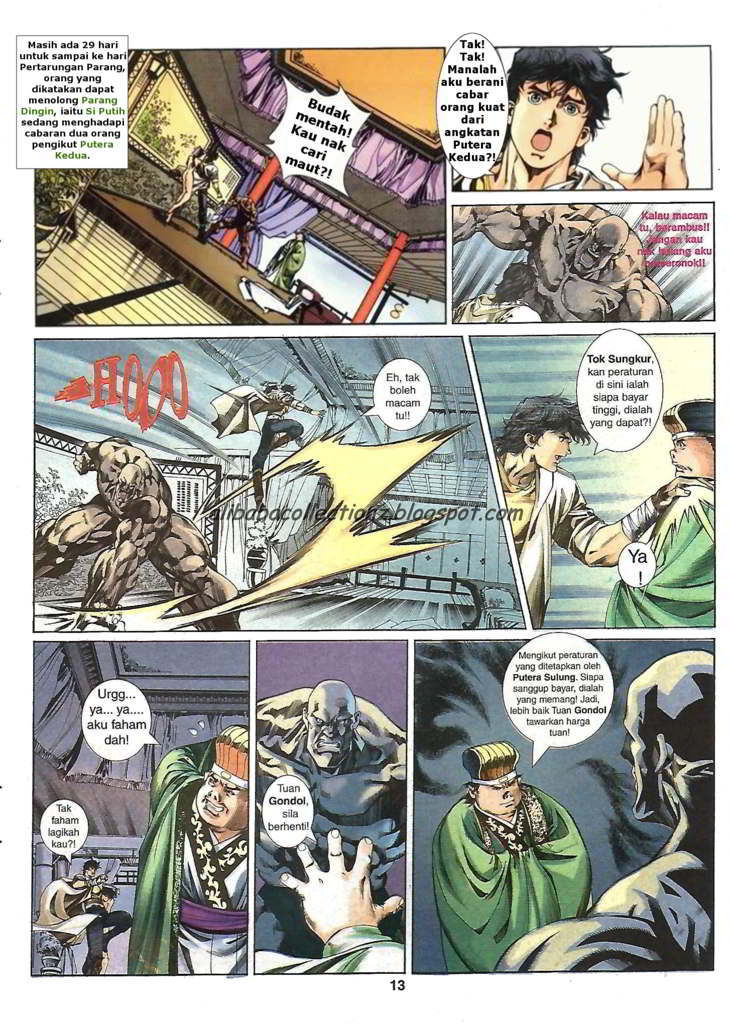 Masih ada 29 hari
untuk sampai ke hari
Pertarungan Parang,
orang yang
dikatakan dapat
menolong Parang
Dingin, iaitu Si Putih
sedang menghadapi
cabaran dua orang
pengikut Putera
Kedua.
Budak
mentah!
Kau nak
cari
maut?!
Tak!
Tak!
Manalah
aku berani
cabar
orang kuat
dari
angkatan
Putera
Kedua?!
Kalau macam
tu, berambus!!
Jangan kau
nak halang aku
berseronok!!
HOOO
Eh, tak
boleh
macam
tu!!
Tok Sungkur,
kan peraturan
di sini ialah
siapa bayar
tinggi, dialah
yang dapat?!
Ya
!
alibabacollectionz.blogspot.com
Urgg...
ya... ya....
aku faham
dah!
Tak
faham
lagikah
kau?!
Tuan
Gondol,
sila
berhenti!
Mengikut peraturan
yang ditetapkan oleh
Putera Sulung. Siapa
sanggup bayar, dialah
yang memang! Jadi,
lebih baik Tuan Gondol
tawarkan harga
tuan!
13